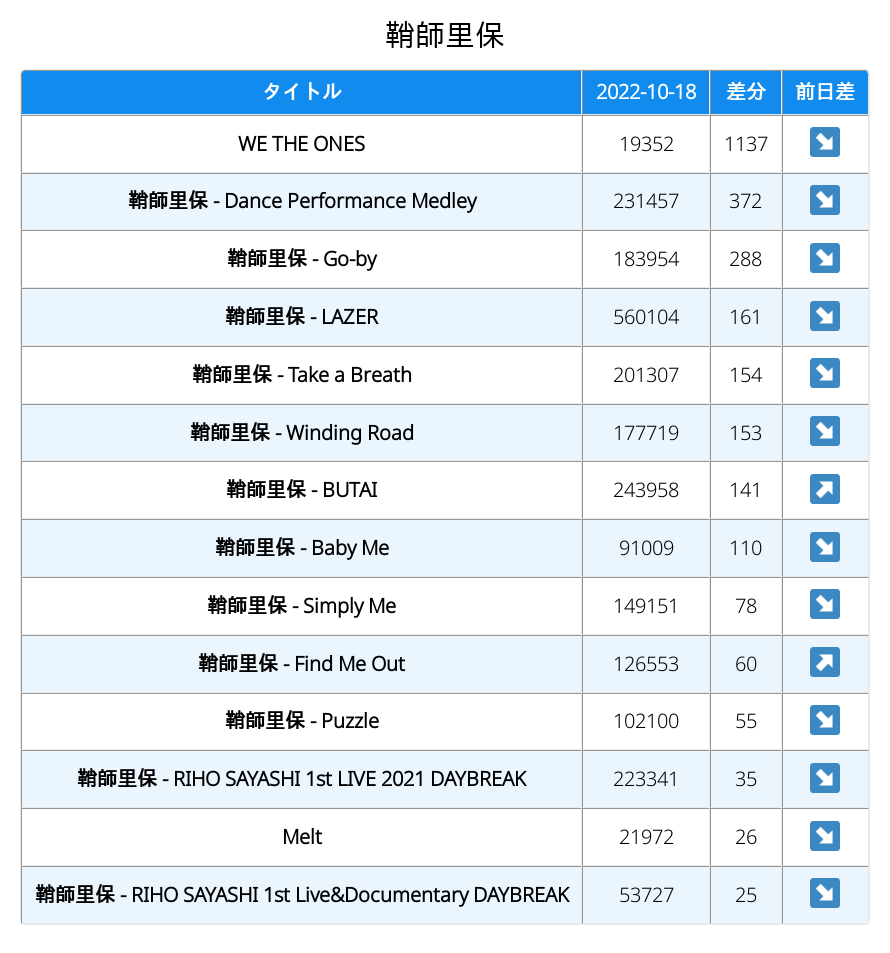 鞘師里保
タイトル 2022-10-18 差分 前日差
WE THE ONES 19352 1137 ↘
鞘師里保 - Dance Performance Medley 231457 372 ↘
鞘師里保 - Go-by 183954 288 ↘
鞘師里保 - LAZER 560104 161 ↘
鞘師里保 - Take a Breath 201307 154 ↘
鞘師里保 - Winding Road 177719 153 ↘
鞘師里保 - BUTAI 243958 141 ↗
鞘師里保 - Baby Me 91009 110 ↘
鞘師里保 - Simply Me 149151 78 ↘
鞘師里保 - Find Me Out 126553 60 ↗
鞘師里保 - Puzzle 102100 55 ↘
鞘師里保 - RIHO SAYASHI 1st LIVE 2021 DAYBREAK 223341 35 ↘
Melt 21972 26 ↘
鞘師里保 - RIHO SAYASHI 1st Live&Documentary DAYBREAK 53727 25 ↘